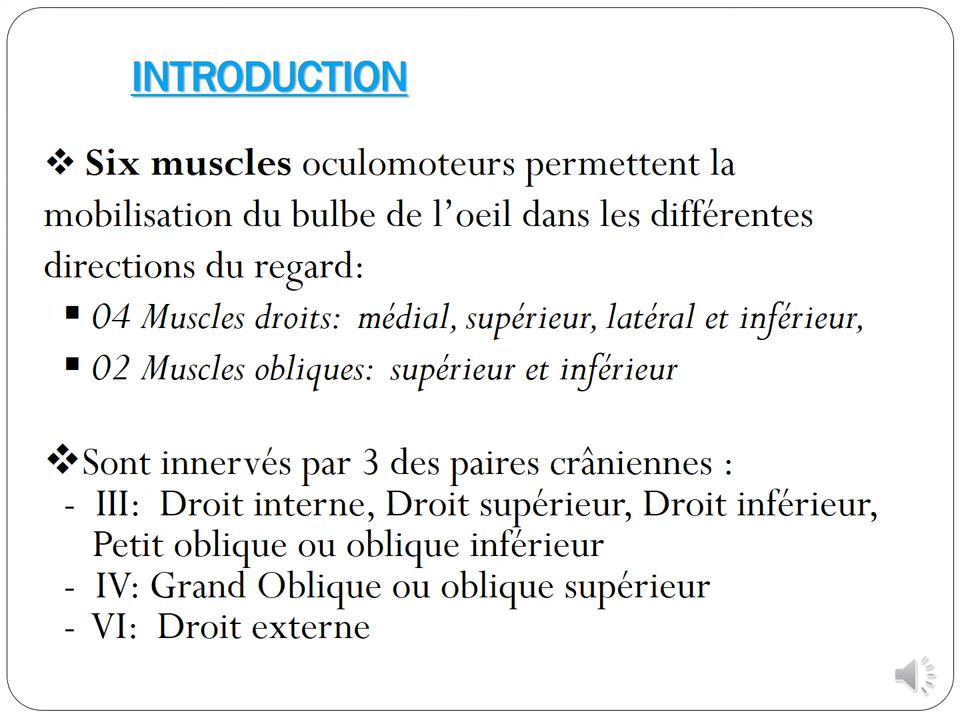 INTRODUCTION
❖ Six muscles oculomoteurs permettent la
mobilisation du bulbe de l’oeil dans les différentes
directions du regard:
▪ 04 Muscles droits: médial, supérieur, latéral et inférieur,
▪ 02 Muscles obliques: supérieur et inférieur
❖Sont innervés par 3 des paires crâniennes :
- III: Droit interne, Droit supérieur, Droit inférieur,
Petit oblique ou oblique inférieur
- IV: Grand Oblique ou oblique supérieur
- VI: Droit externe